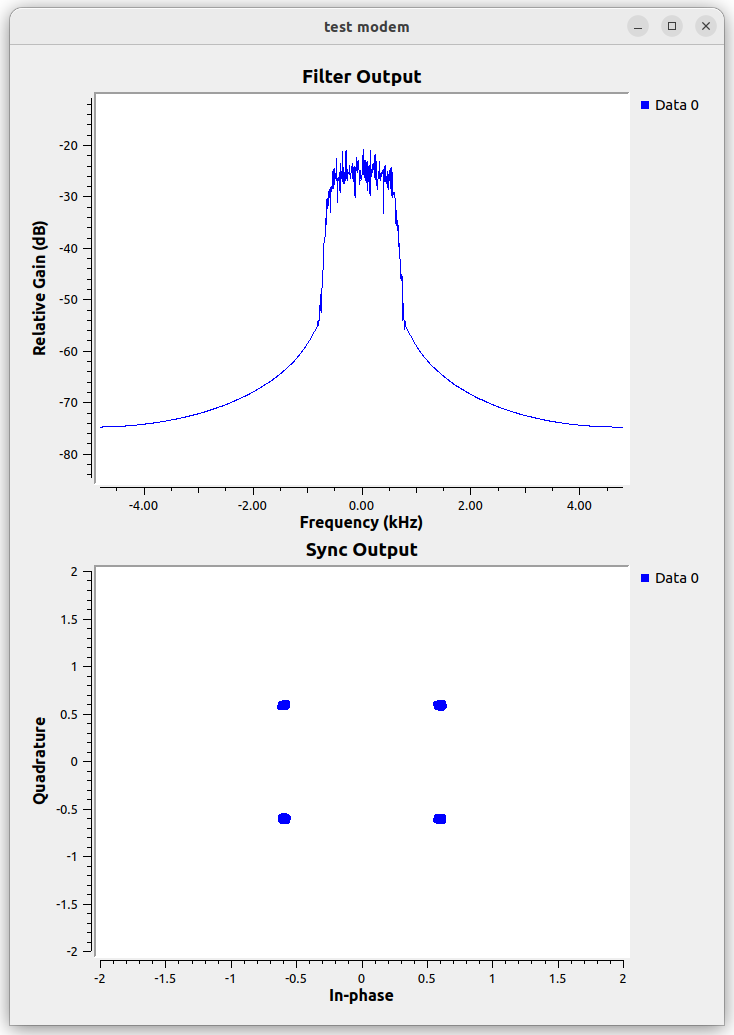 test modem
Filter Output
Data 0
Relative Gain (dB)
-20
-30
-40
-50
-60
-70
-80
-4.00 -2.00 0.00 2.00 4.00
Frequency (kHz)
Sync Output
Data 0
Quadrature
2
1.5
1
0.5
0
-0.5
-1
-1.5
-2
-2 -1.5 -1 -0.5 0 0.5 1 1.5 2
In-phase